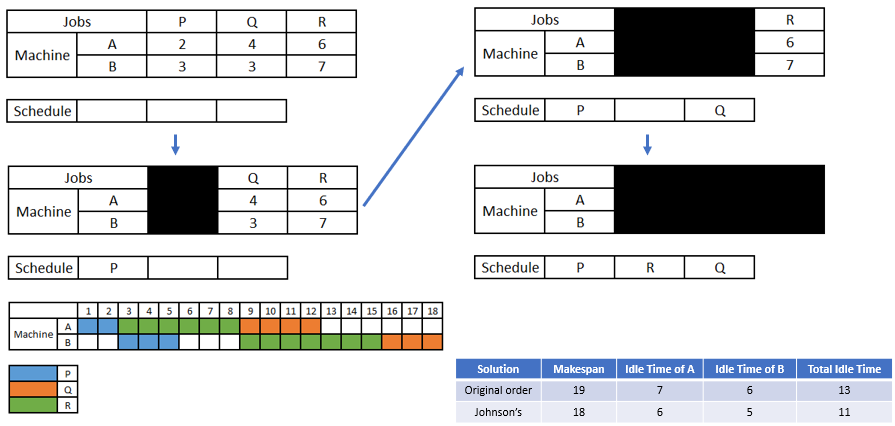 Jobs P Q R
Machine A 2 4 6
B 3 3 7
Schedule
Jobs Q R
Machine A 4 6
B 3 7
Schedule P
Jobs R
Machine A 6
B 7
Schedule P Q
Jobs
Machine A
B
Schedule P R Q
1 2 3 4 5 6 7 8 9 10 11 12 13 14 15 16 17 18
Machine A
B
P
Q
R
Solution Makespan Idle Time of A Idle Time of B Total Idle Time
Original order 19 7 6 13
Johnson's 18 6 5 11